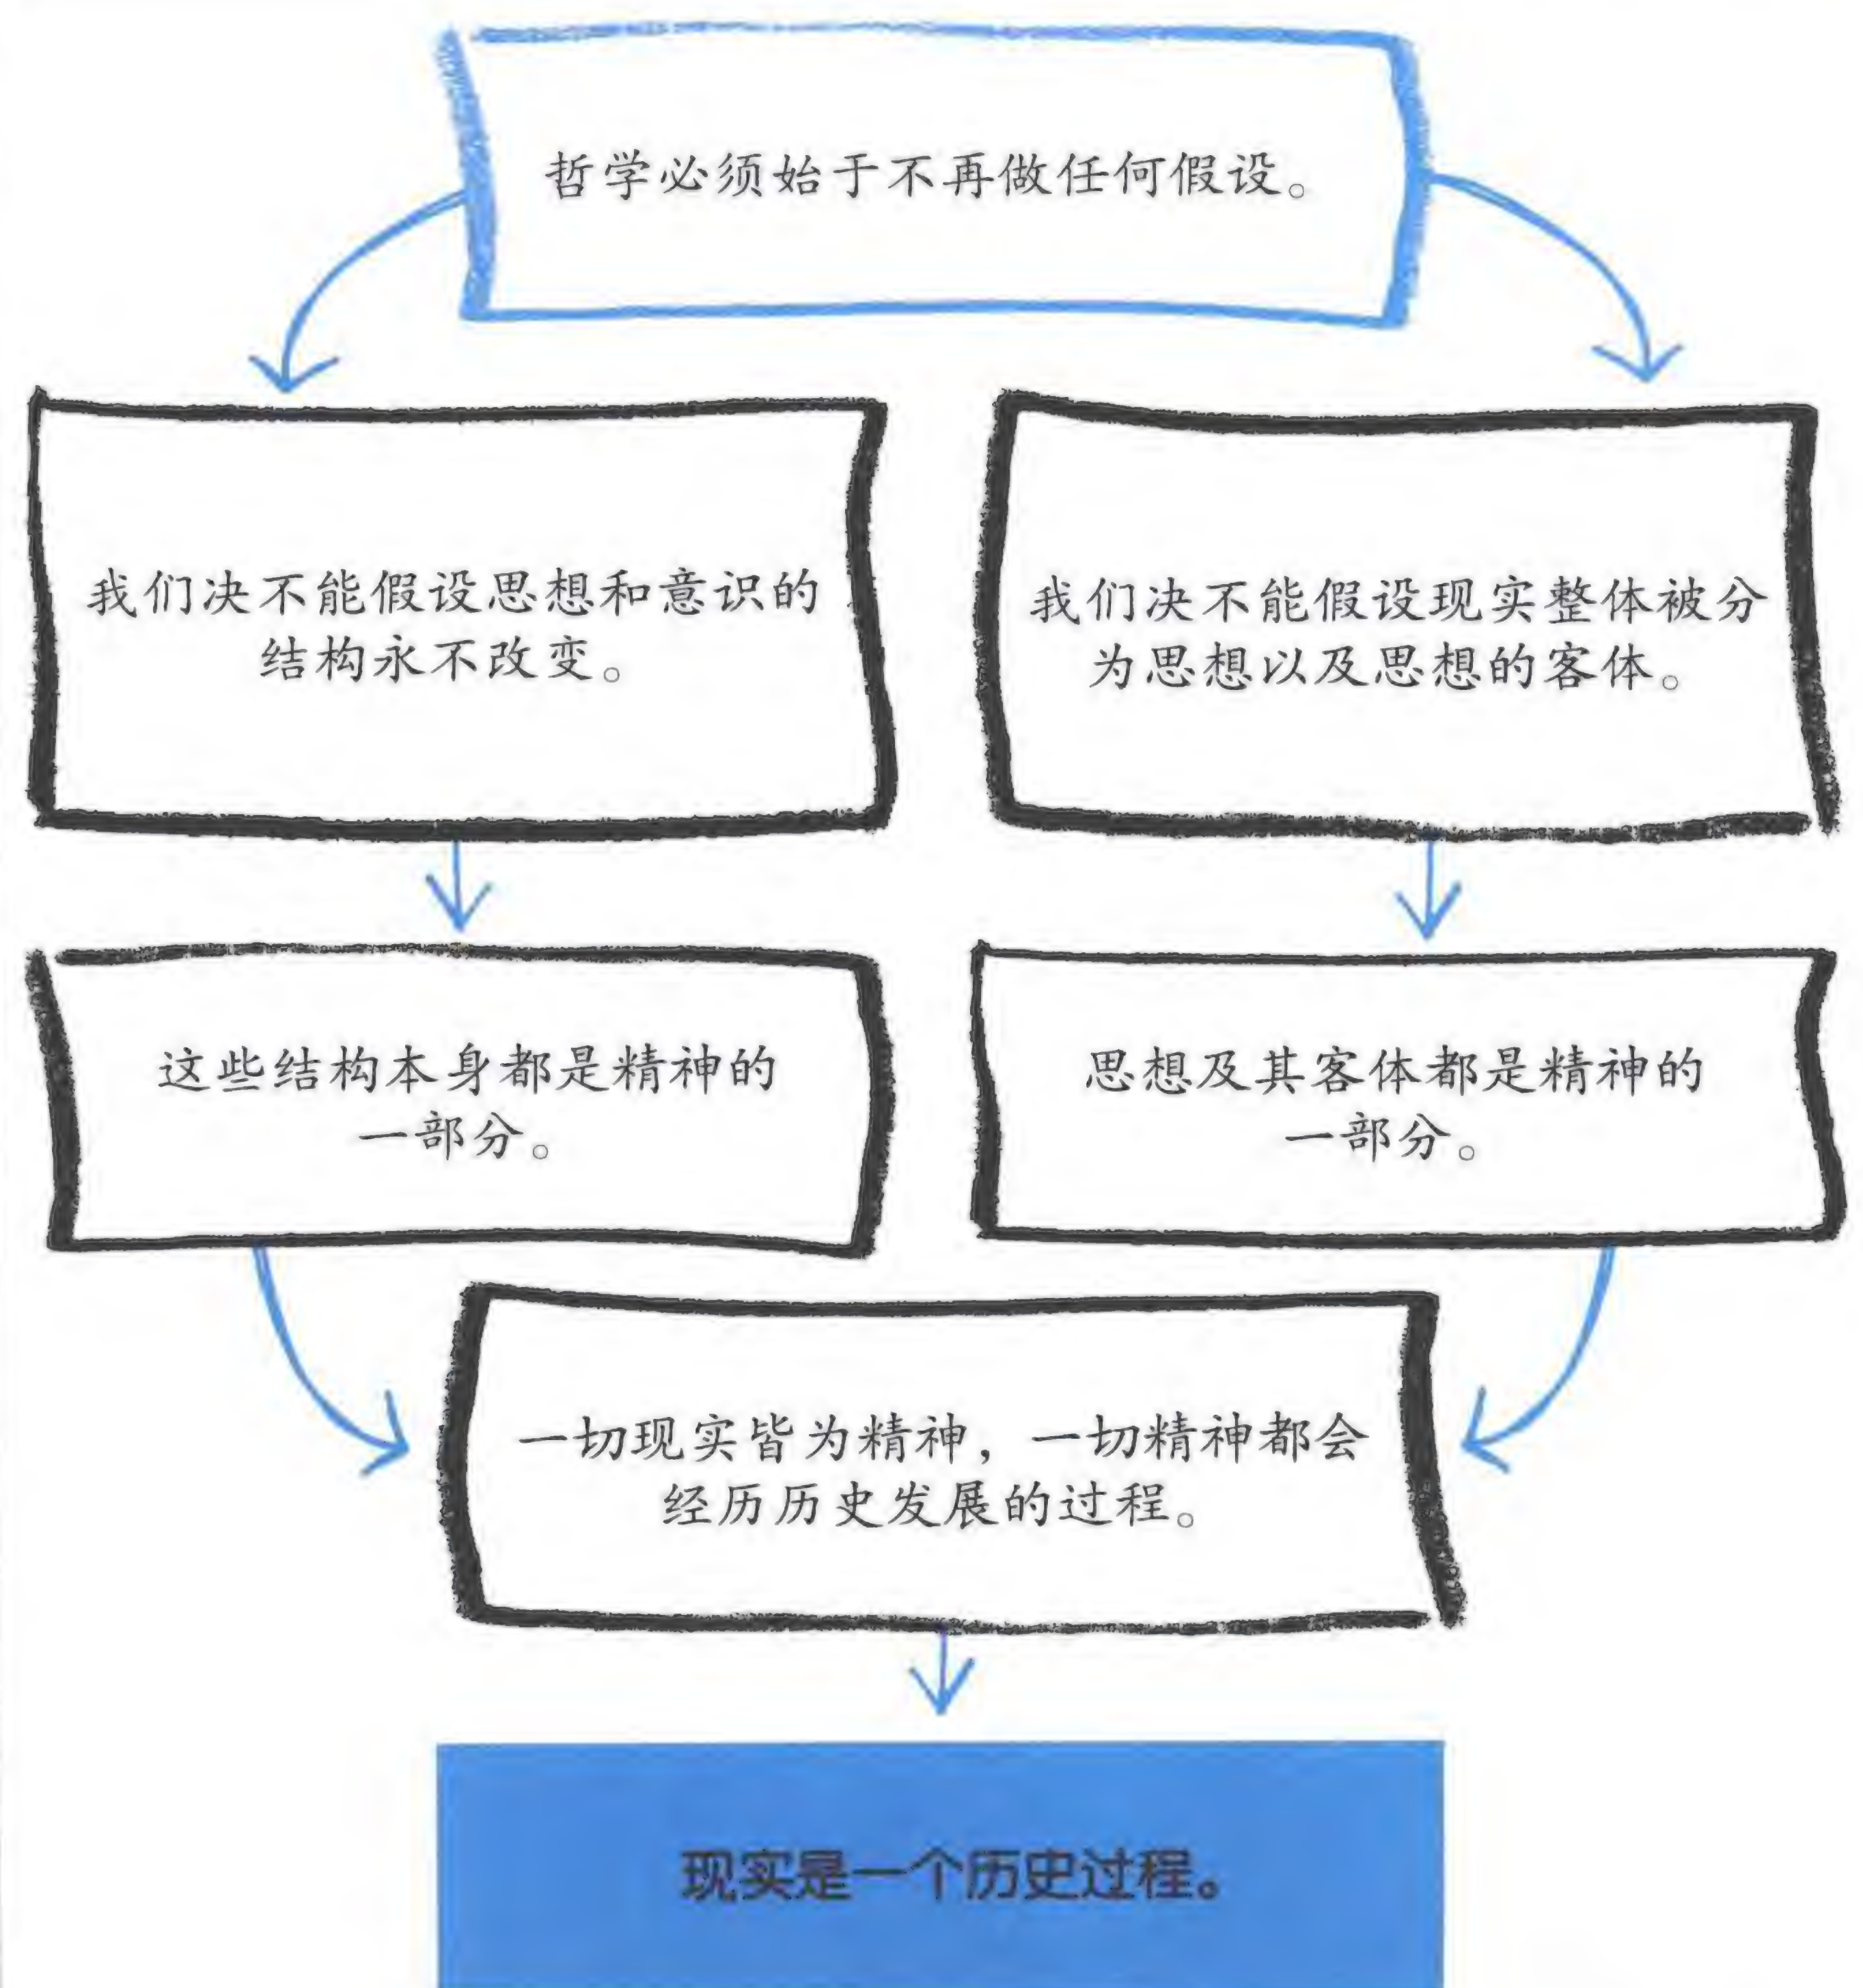 哲学必须始于不再做任何假设。
我们决不能假设思想和意识的
结构永不改变。
我们决不能假设现实整体被分
为思想以及思想的客体。
这些结构本身都是精神的
一部分。
思想及其客体都是精神的
一部分。
一切现实皆为精神，一切精神都会
经历历史发展的过程。
现实是一个历史过程。